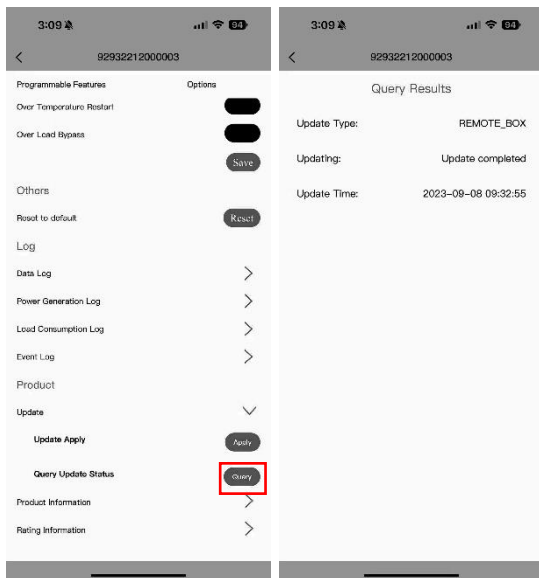 3:09
84
92932212000003
Programmable Features Options
Over Temperature Restart
Over Load Bypass
Save
Others
Reset to default Reset
Log
Data Log
Power Generation Log
Load Consumption Log
Event Log
Product
Update
Update Apply Apply
Query Update Status Query
Product Information
Rating Information
3:09
84
92932212000003
Query Results
Update Type: REMOTE_BOX
Updating: Update completed
Update Time: 2023-09-08 09:32:55